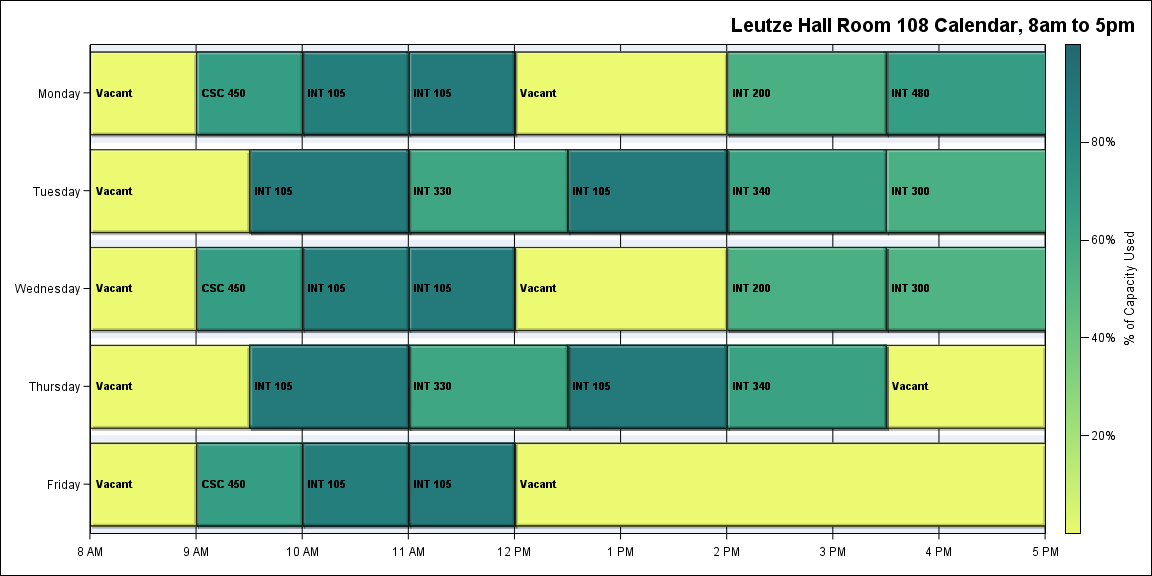 Leutze Hall Room 108 Calendar, 8am to 5pm
Monday
Vacant
CSC 450
INT 105
INT 105
Vacant
INT 200
INT 480
Tuesday
Vacant
INT 105
INT 330
INT 105
INT 340
INT 300
Wednesday
Vacant
CSC 450
INT 105
INT 105
Vacant
INT 200
INT 300
Thursday
Vacant
INT 105
INT 330
INT 105
INT 340
Vacant
Friday
Vacant
CSC 450
INT 105
INT 105
Vacant
8 AM
9 AM
10 AM
11 AM
12 PM
1 PM
2 PM
3 PM
4 PM
5 PM
80%
60%
40%
20%
% of Capacity Used